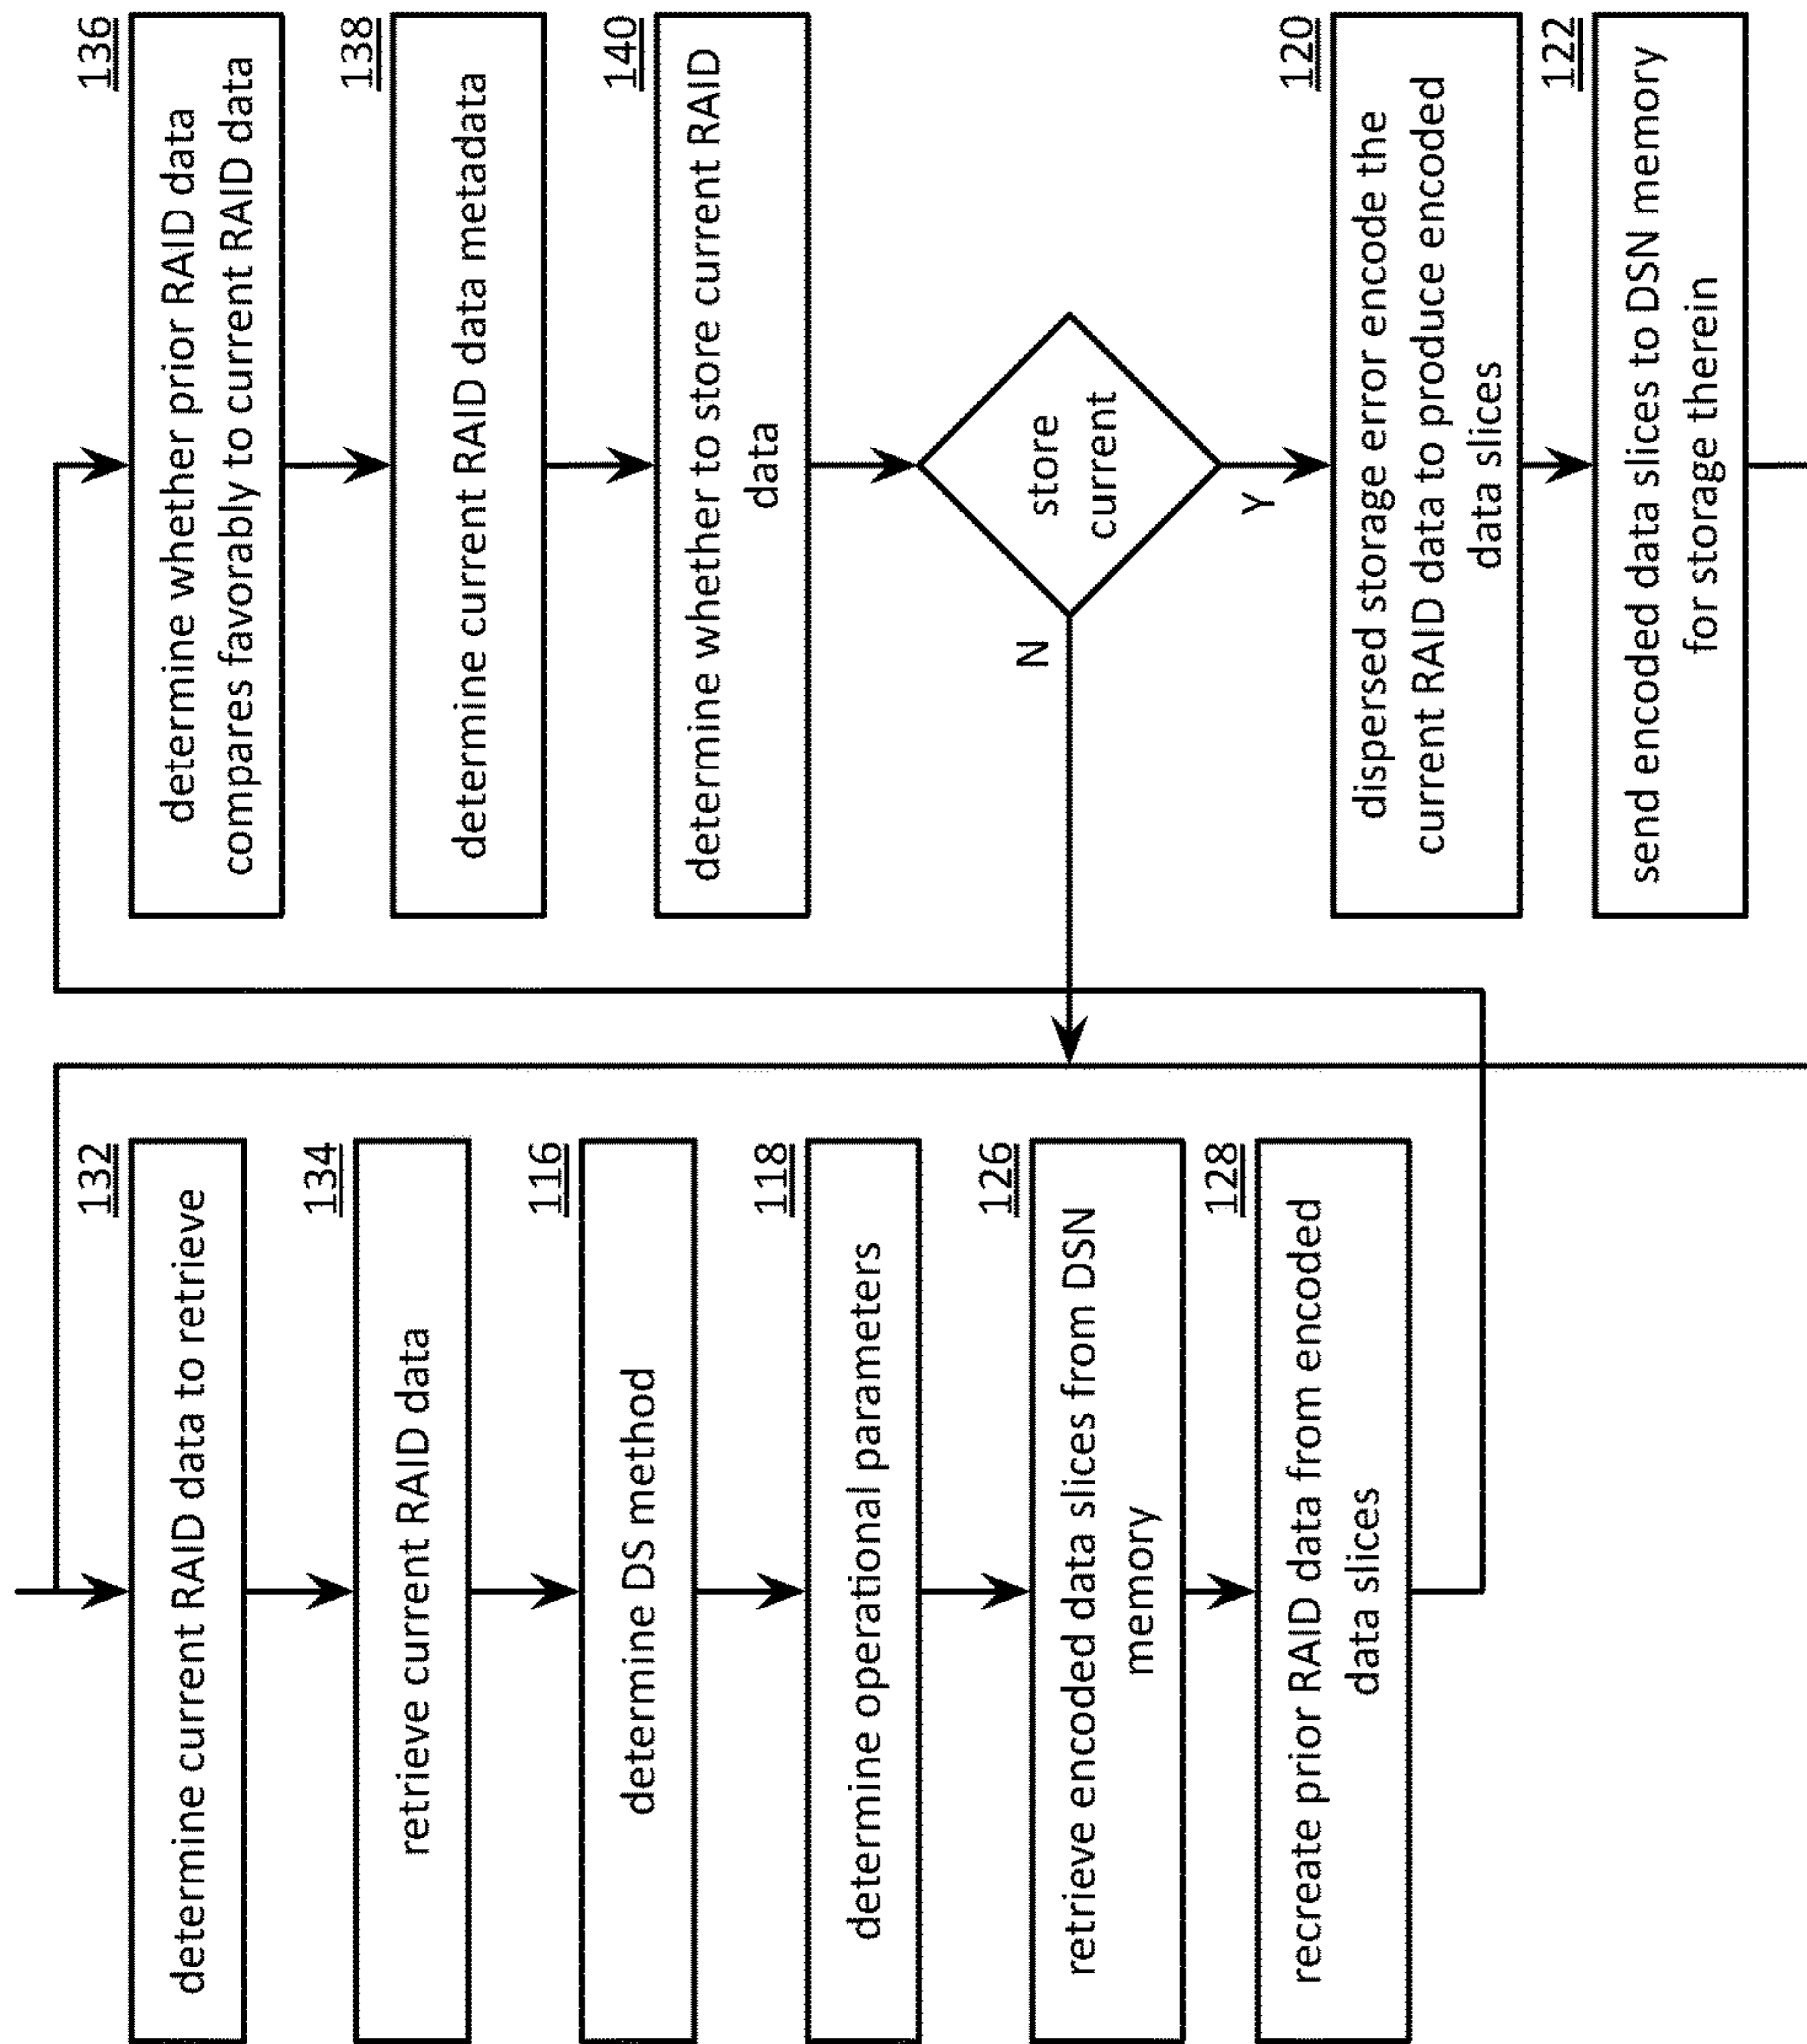 132
determine current RAID data to retrieve
134
retrieve current RAID data
116
determine DS method
118
determine operational parameters
126
retrieve encoded data slices from DSN
memory
128
recreate prior RAID data from encoded
data slices
136
determine whether prior RAID data
compares favorably to current RAID data
138
determine current RAID data metadata
140
determine whether to store current RAID
data
store
current
N
Y
120
dispersed storage error encode the
current RAID data to produce encoded
data slices
122
send encoded data slices to DSN memory
for storage therein